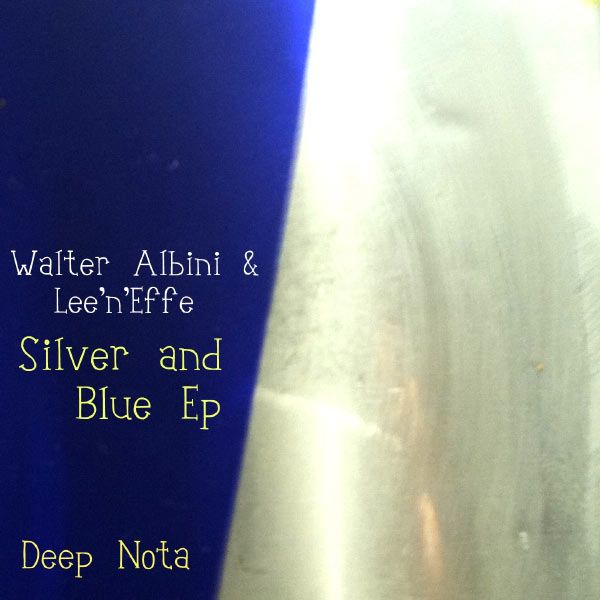 Walter Albini &
Lee'n'Effe
Silver and
Blue Ep
Deep Nota